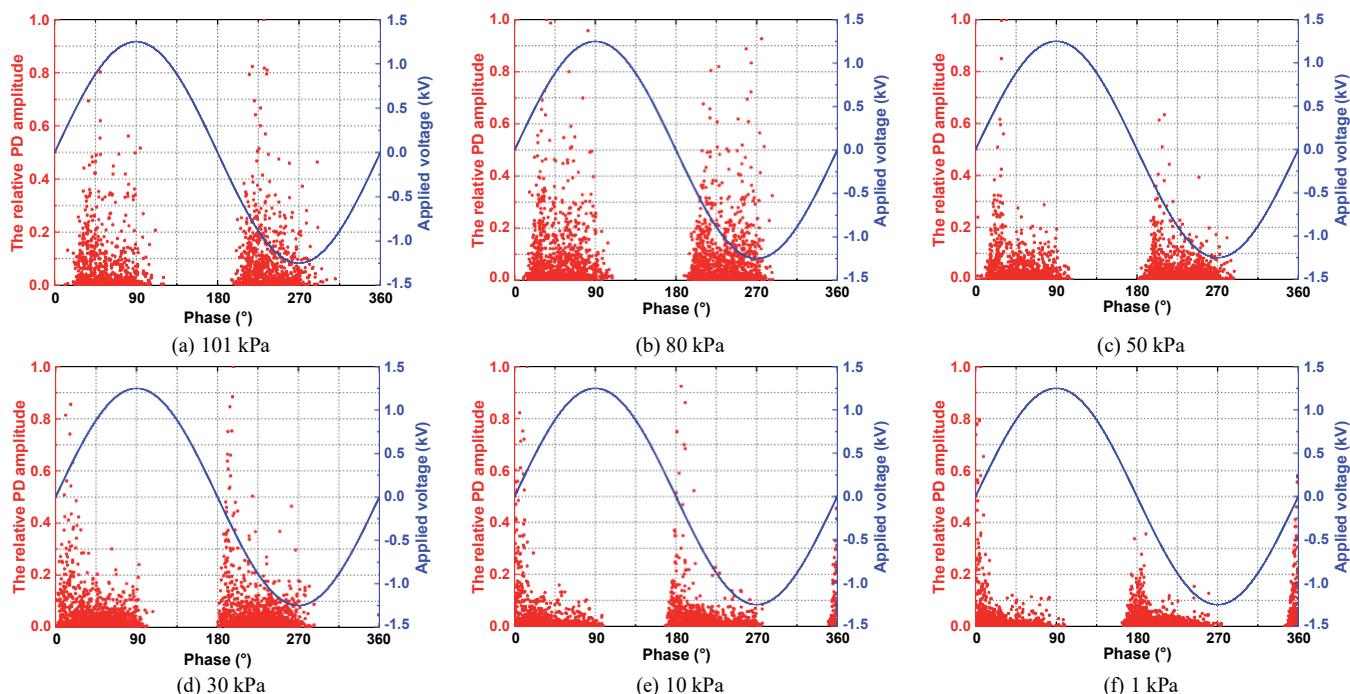 The relative PD amplitude
1.0
0.8
0.6
0.4
0.2
0.0
0 90 180 270 360
Phase (°)
1.5
1.0
0.5
0.0
-0.5
-1.0
-1.5
Applied voltage (kV)
(a) 101 kPa
The relative PD amplitude
1.0
0.8
0.6
0.4
0.2
0.0
0 90 180 270 360
Phase (°)
1.5
1.0
0.5
0.0
-0.5
-1.0
-1.5
Applied voltage (kV)
(b) 80 kPa
The relative PD amplitude
1.0
0.8
0.6
0.4
0.2
0.0
0 90 180 270 360
Phase (°)
1.5
1.0
0.5
0.0
-0.5
-1.0
-1.5
Applied voltage (kV)
(c) 50 kPa
The relative PD amplitude
1.0
0.8
0.6
0.4
0.2
0.0
0 90 180 270 360
Phase (°)
1.5
1.0
0.5
0.0
-0.5
-1.0
-1.5
Applied voltage (kV)
(d) 30 kPa
The relative PD amplitude
1.0
0.8
0.6
0.4
0.2
0.0
0 90 180 270 360
Phase (°)
1.5
1.0
0.5
0.0
-0.5
-1.0
-1.5
Applied voltage (kV)
(e) 10 kPa
The relative PD amplitude
1.0
0.8
0.6
0.4
0.2
0.0
0 90 180 270 360
Phase (°)
1.5
1.0
0.5
0.0
-0.5
-1.0
-1.5
Applied voltage (kV)
(f) 1 kPa